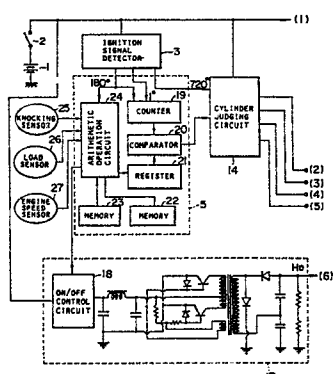 (1)
2
IGNITION
SIGNAL
DETECTOR
3
1
180°
1°
720°
25
KNOCKING
SENSOR
24
ARITHMETIC
OPERATION
CIRCUIT
19
COUNTER
CYLINDER
JUDGING
CIRCUIT
26
LOAD
SENSOR
20
COMPARATOR
21
REGISTER
14
(2)
(3)
(4)
(5)
27
ENGINE
SPEED
SENSOR
23
MEMORY
22
MEMORY
5
18
ON/OFF
CONTROL
CIRCUIT
(6)